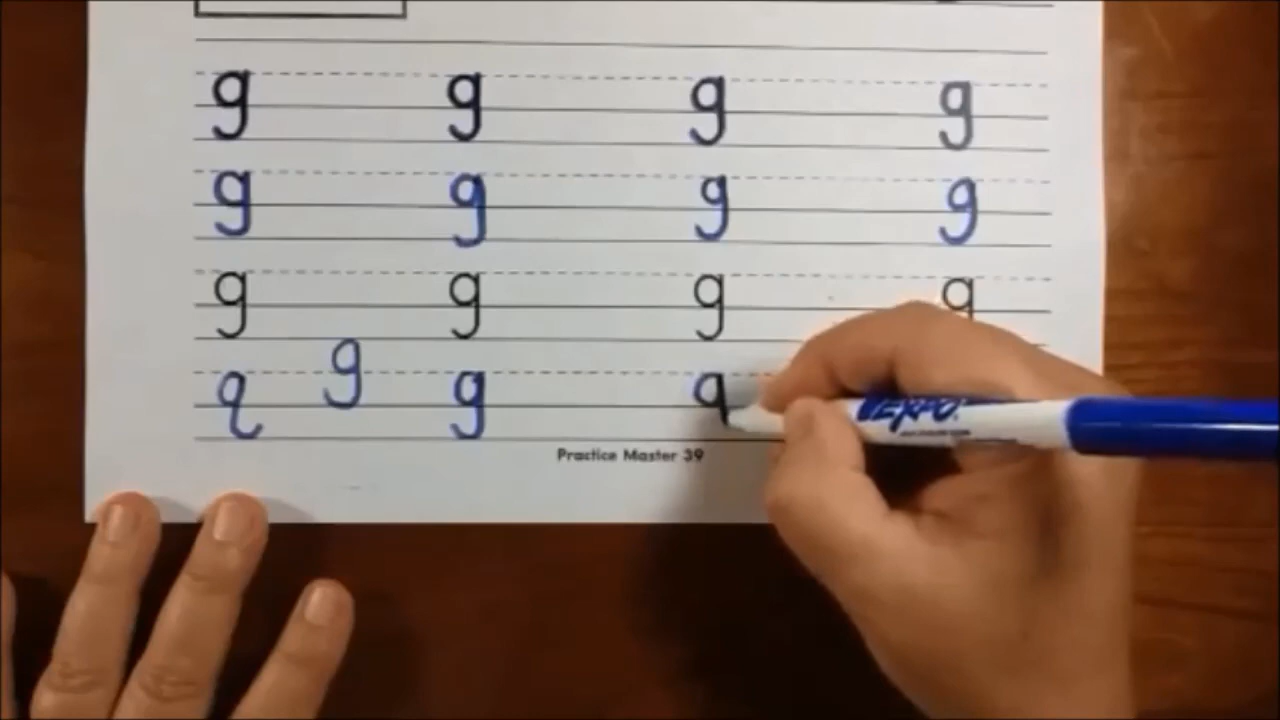 g g g g
g g g g
g g g g
g
q g g
Practice Master 39
EXPO